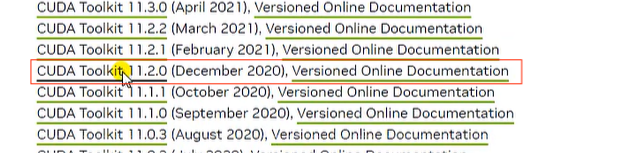 CUDA Toolkit 11.3.0 (April 2021), Versioned Online Documentation
CUDA Toolkit 11.2.2 (March 2021), Versioned Online Documentation
CUDA Toolkit 11.2.1 (February 2021), Versioned Online Documentation
CUDA Toolkit 11.2.0 (December 2020), Versioned Online Documentation
CUDA Toolkit 11.1.1 (October 2020), Versioned Online Documentation
CUDA Toolkit 11.1.0 (September 2020), Versioned Online Documentation
CUDA Toolkit 11.0.3 (August 2020), Versioned Online Documentation